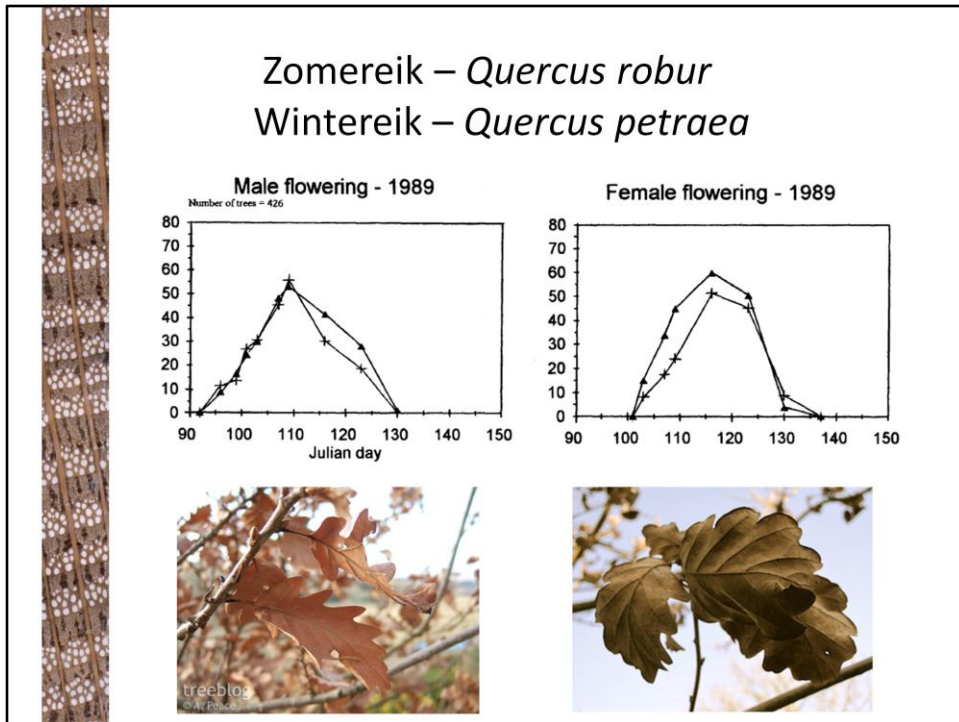 Zomereik – Quercus robur
Wintereik – Quercus petraea
Male flowering - 1989
Number of trees = 426
80
70
60
50
40
30
20
10
0
90 100 110 120 130 140 150
Julian day
Female flowering - 1989
80
70
60
50
40
30
20
10
0
90 100 110 120 130 140 150
treeblog
© A. Peace